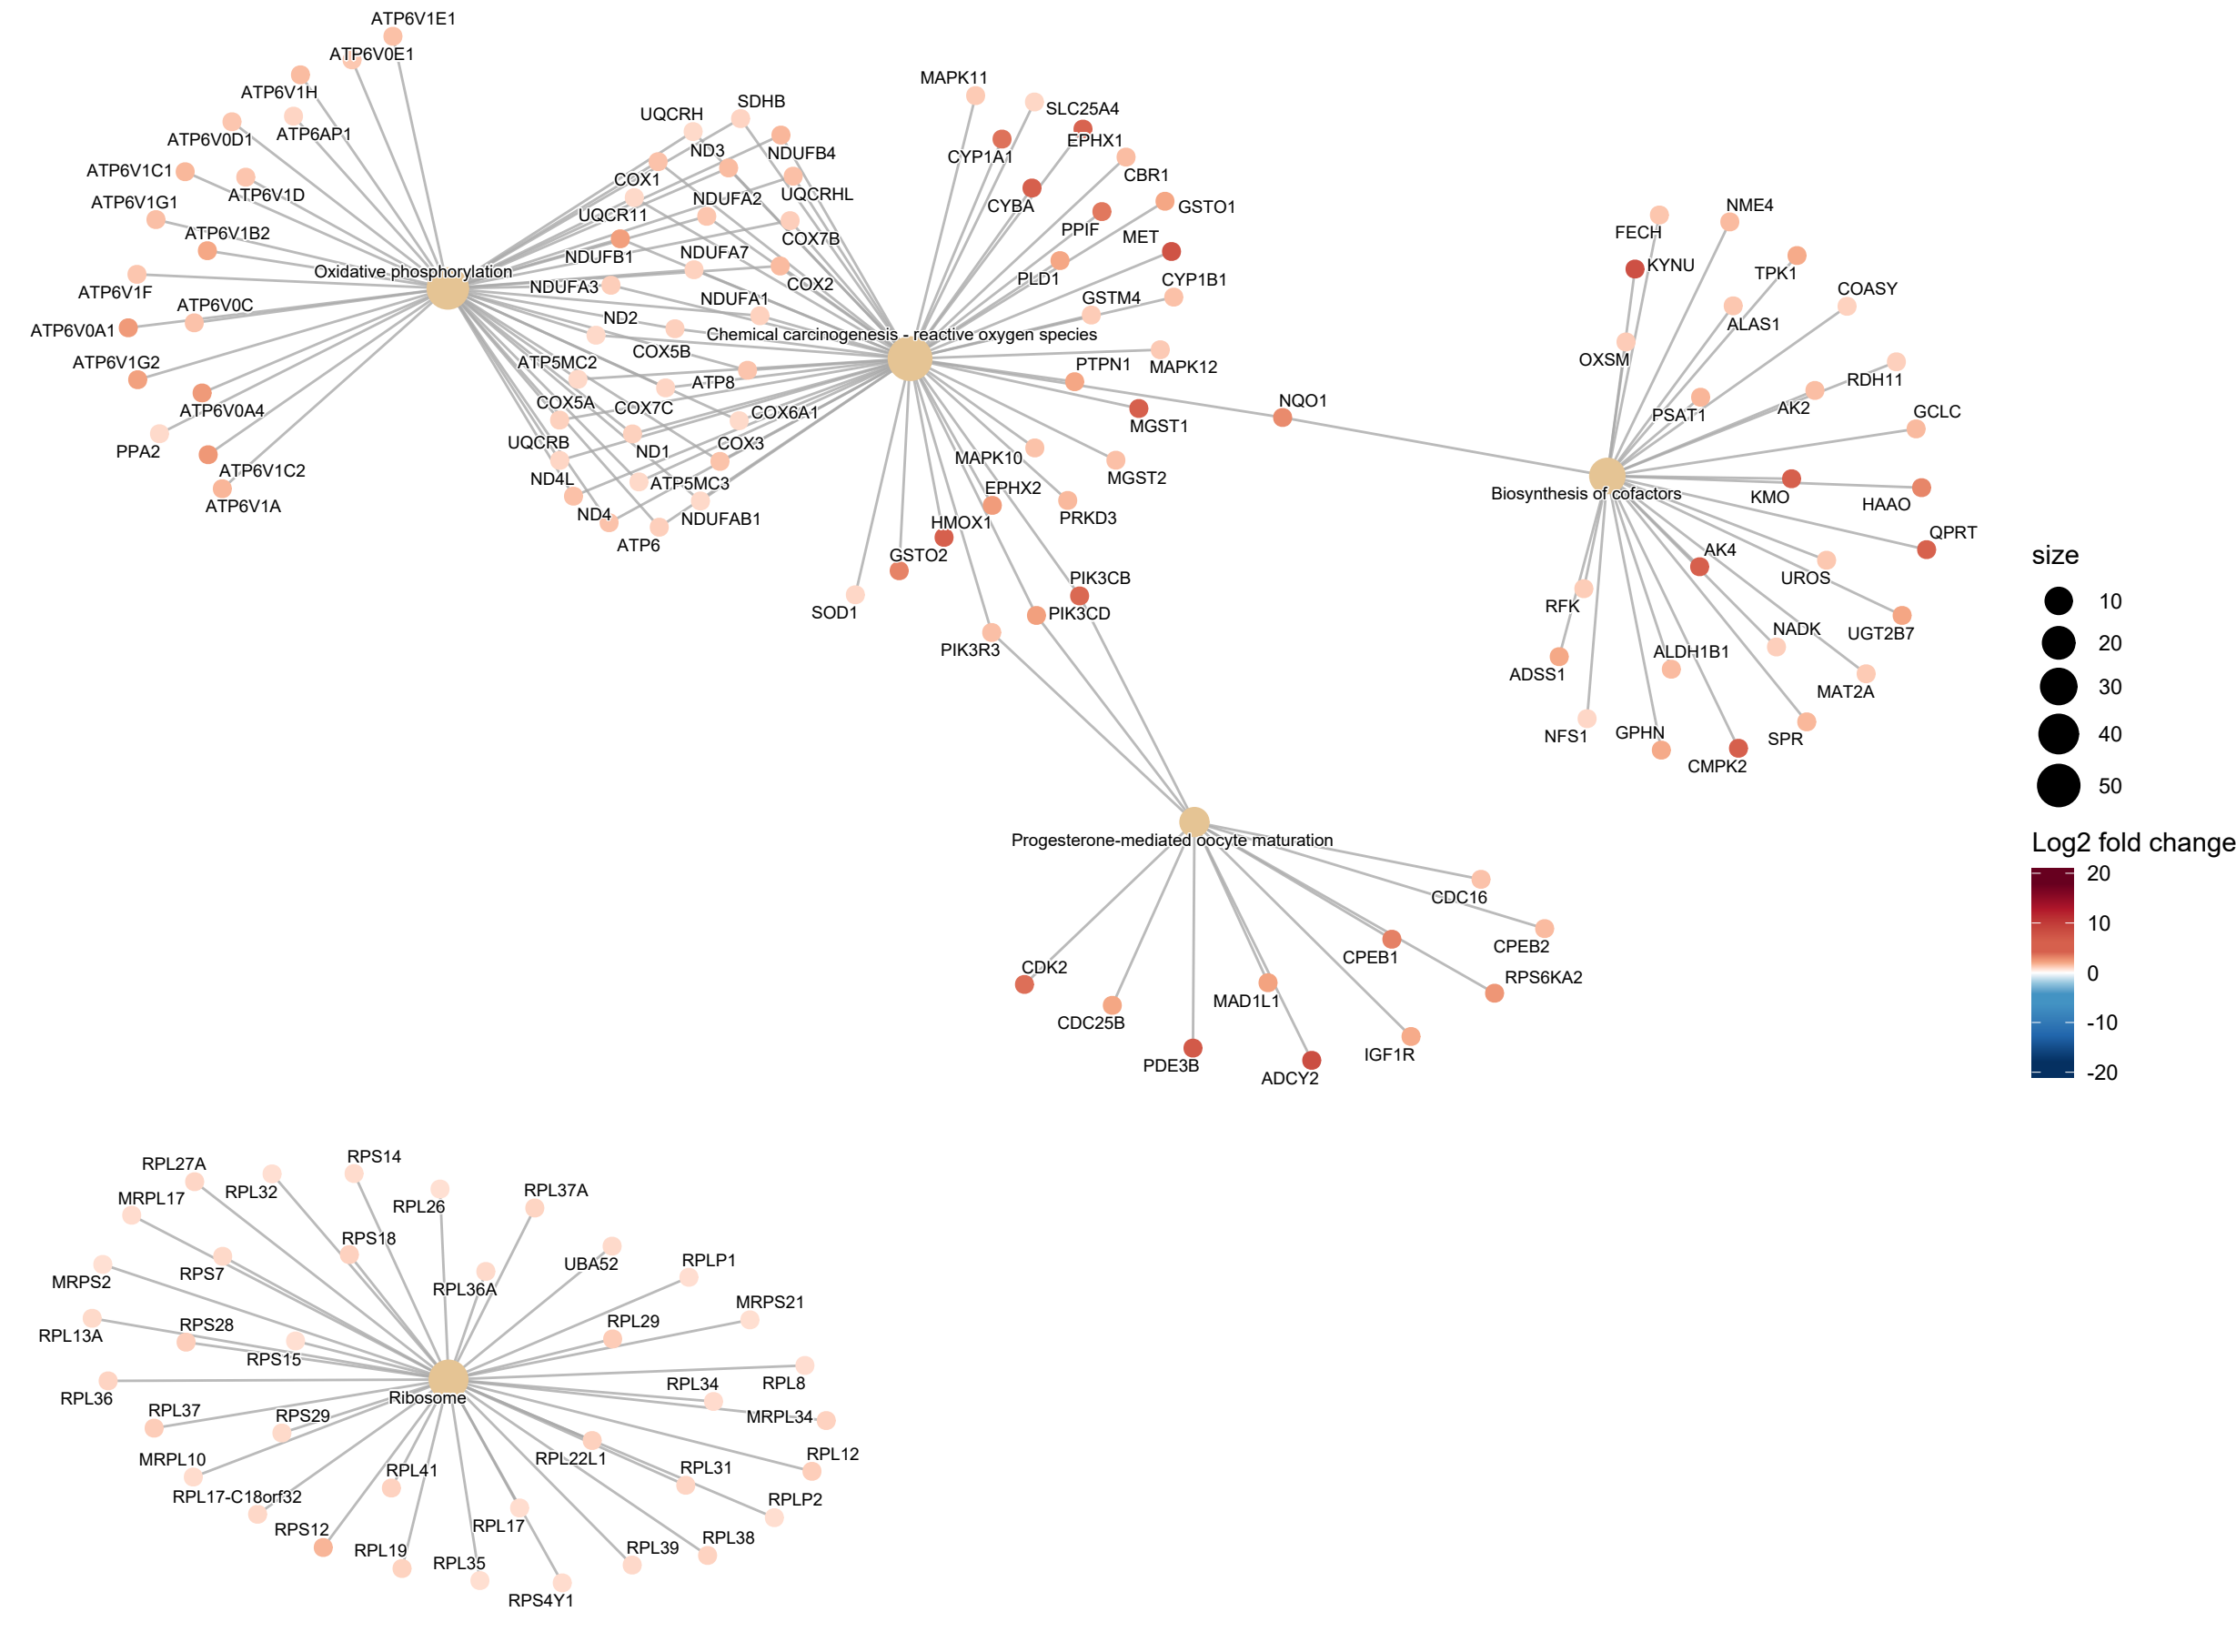 ATP6V1E1
ATP6V0E1
ATP6V1H
ATP6AP1
ATP6V0D1
ATP6V1C1
ATP6V1D
ATP6V1G1
ATP6V1B2
ATP6V1F
ATP6V0C
ATP6V0A1
ATP6V1G2
ATP6V0A4
PPA2
ATP6V1C2
ATP6V1A
Oxidative phosphorylation
UQCRH
SDHB
ND3
NDUFB4
COX1
UQCRHL
NDUFA2
UQCR11
COX7B
NDUFB1
NDUFA7
COX2
NDUFA3
NDUFA1
ND2
COX5B
ATP5MC2
ATP8
COX5A
COX7C
COX6A1
UQCRB
ND1
COX3
ND4L
ATP5MC3
ND4
NDUFAB1
ATP6
Chemical carcinogenesis - reactive oxygen species
MAPK11
SLC25A4
CYP1A1
EPHX1
CBR1
CYBA
GSTO1
PPIF
MET
PLD1
CYP1B1
GSTM4
MAPK12
PTPN1
NQO1
MGST1
MAPK10
MGST2
EPHX2
PRKD3
HMOX1
GSTO2
SOD1
PIK3CB
PIK3CD
PIK3R3
FECH
NME4
KYNU
TPK1
COASY
ALAS1
OXSM
RDH11
PSAT1
AK2
GCLC
Biosynthesis of cofactors
KMO
HAAO
QPRT
AK4
UROS
RFK
UGT2B7
NADK
ADSS1
ALDH1B1
MAT2A
NFS1
GPHN
SPR
CMPK2
Progesterone-mediated oocyte maturation
CDC16
CPEB2
CPEB1
CDK2
RPS6KA2
MAD1L1
CDC25B
IGF1R
PDE3B
ADCY2
size
10
20
30
40
50
Log2 fold change
20
10
0
-10
-20
RPL27A
RPS14
MRPL17
RPL32
RPL26
RPL37A
RPS18
UBA52
RPLP1
MRPS2
RPS7
RPL36A
MRPS21
RPL13A
RPS28
RPL29
RPS15
RPL36
RPL34
RPL8
Ribosome
RPL37
RPS29
MRPL34
MRPL10
RPL22L1
RPL12
RPL41
RPL31
RPL17-C18orf32
RPLP2
RPS12
RPL17
RPL38
RPL19
RPL35
RPL39
RPS4Y1